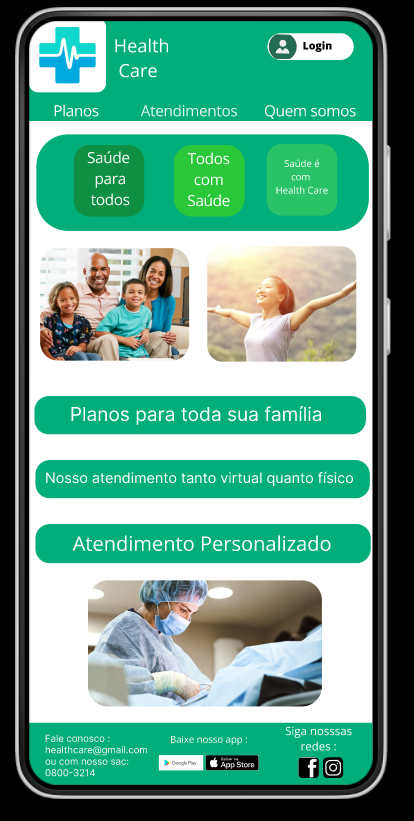 Health
Care
Login
Planos Atendimentos Quem somos
Saúde
para
todos
Todos
com
Saúde
Saúde é
com
Health Care
Planos para toda sua família
Nosso atendimento tanto virtual quanto físico
Atendimento Personalizado
Fale conosco :
healthcare@gmail.com
ou com nosso sac:
0800-3214
Baixe nosso app :
Google Play
Baixar na
App Store
Siga nosssas
redes :